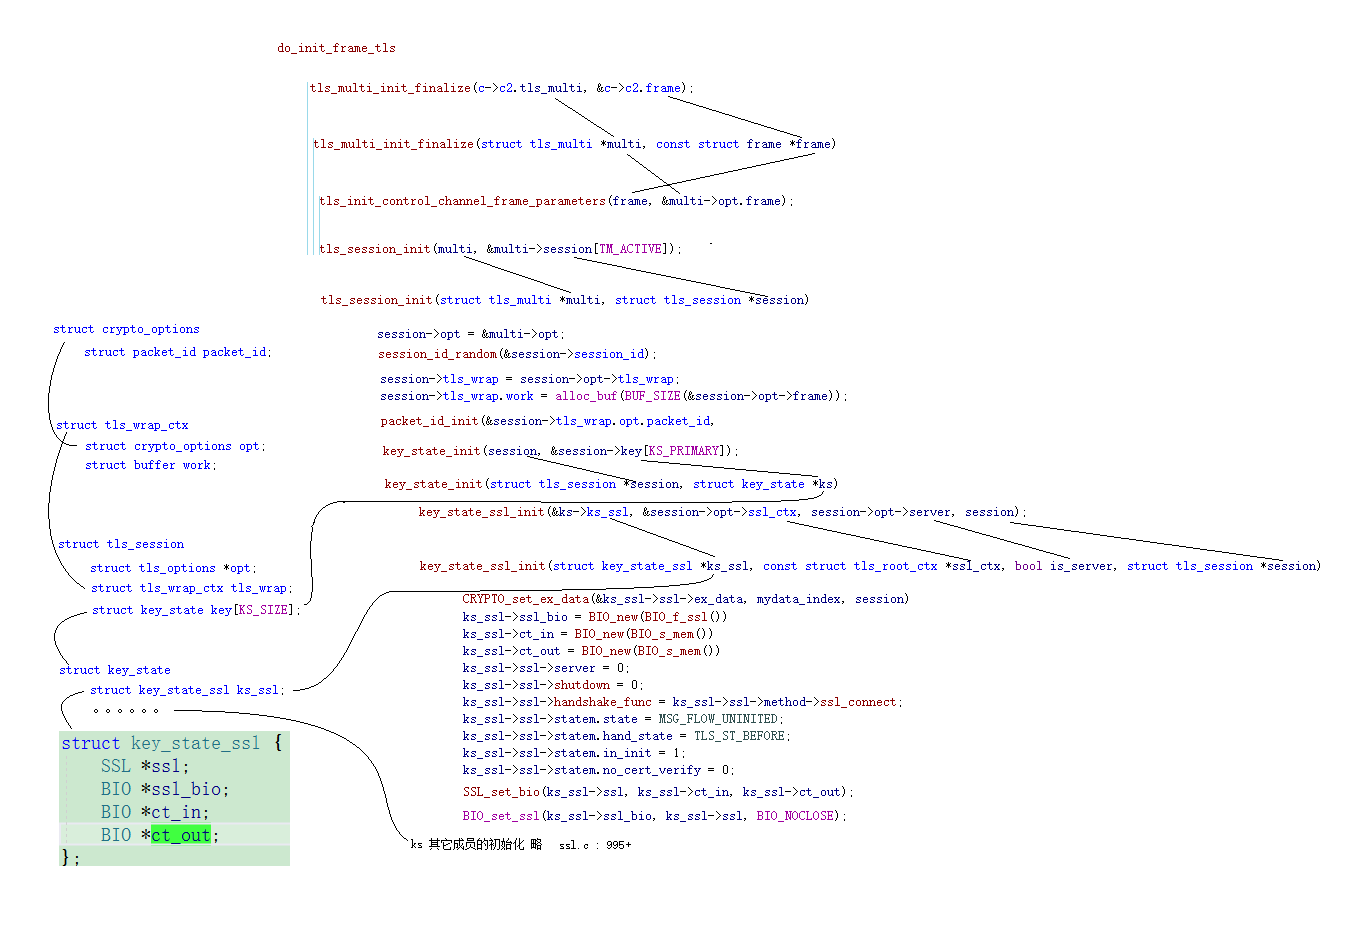 do_init_frame_tls
tls_multi_init_finalize(c->c2.tls_multi, &c->c2.frame);
tls_multi_init_finalize(struct tls_multi *multi, const struct frame *frame)
tls_init_control_channel_frame_parameters(frame, &multi->opt.frame);
tls_session_init(multi, &multi->session[TM_ACTIVE]);
tls_session_init(struct tls_multi *multi, struct tls_session *session)
session->opt = &multi->opt;
session_id_random(&session->session_id);
session->tls_wrap = session->opt->tls_wrap;
session->tls_wrap.work = alloc_buf(BUF_SIZE(&session->opt->frame));
packet_id_init(&session->tls_wrap.opt.packet_id,
key_state_init(session, &session->key[KS_PRIMARY]);
key_state_init(struct tls_session *session, struct key_state *ks)
key_state_ssl_init(&ks->ks_ssl, &session->opt->ssl_ctx, session->opt->server, session);
key_state_ssl_init(struct key_state_ssl *ks_ssl, const struct tls_root_ctx *ssl_ctx, bool is_server, struct tls_session *session)
CRYPTO_set_ex_data(&ks_ssl->ssl->ex_data, mydata_index, session)
ks_ssl->ssl_bio = BIO_new(BIO_f_ssl())
ks_ssl->ct_in = BIO_new(BIO_s_mem())
ks_ssl->ct_out = BIO_new(BIO_s_mem())
ks_ssl->ssl->server = 0;
ks_ssl->ssl->shutdown = 0;
ks_ssl->ssl->handshake_func = ks_ssl->ssl->method->ssl_connect;
ks_ssl->ssl->statem.state = MSG_FLOW_UNINITED;
ks_ssl->ssl->statem.hand_state = TLS_ST_BEFORE;
ks_ssl->ssl->statem.in_init = 1;
ks_ssl->ssl->statem.no_cert_verify = 0;
SSL_set_bio(ks_ssl->ssl, ks_ssl->ct_in, ks_ssl->ct_out);
BIO_set_ssl(ks_ssl->ssl_bio, ks_ssl->ssl, BIO_NOCLOSE);
ks 其它成员的初始化 略 ssl.c : 995+
struct crypto_options
struct packet_id packet_id;
struct tls_wrap_ctx
struct crypto_options opt;
struct buffer work;
struct tls_session
struct tls_options *opt;
struct tls_wrap_ctx tls_wrap;
struct key_state key[KS_SIZE];
struct key_state
struct key_state_ssl ks_ssl;
。。。。。。
struct key_state_ssl {
SSL *ssl;
BIO *ssl_bio;
BIO *ct_in;
BIO *ct_out;
};